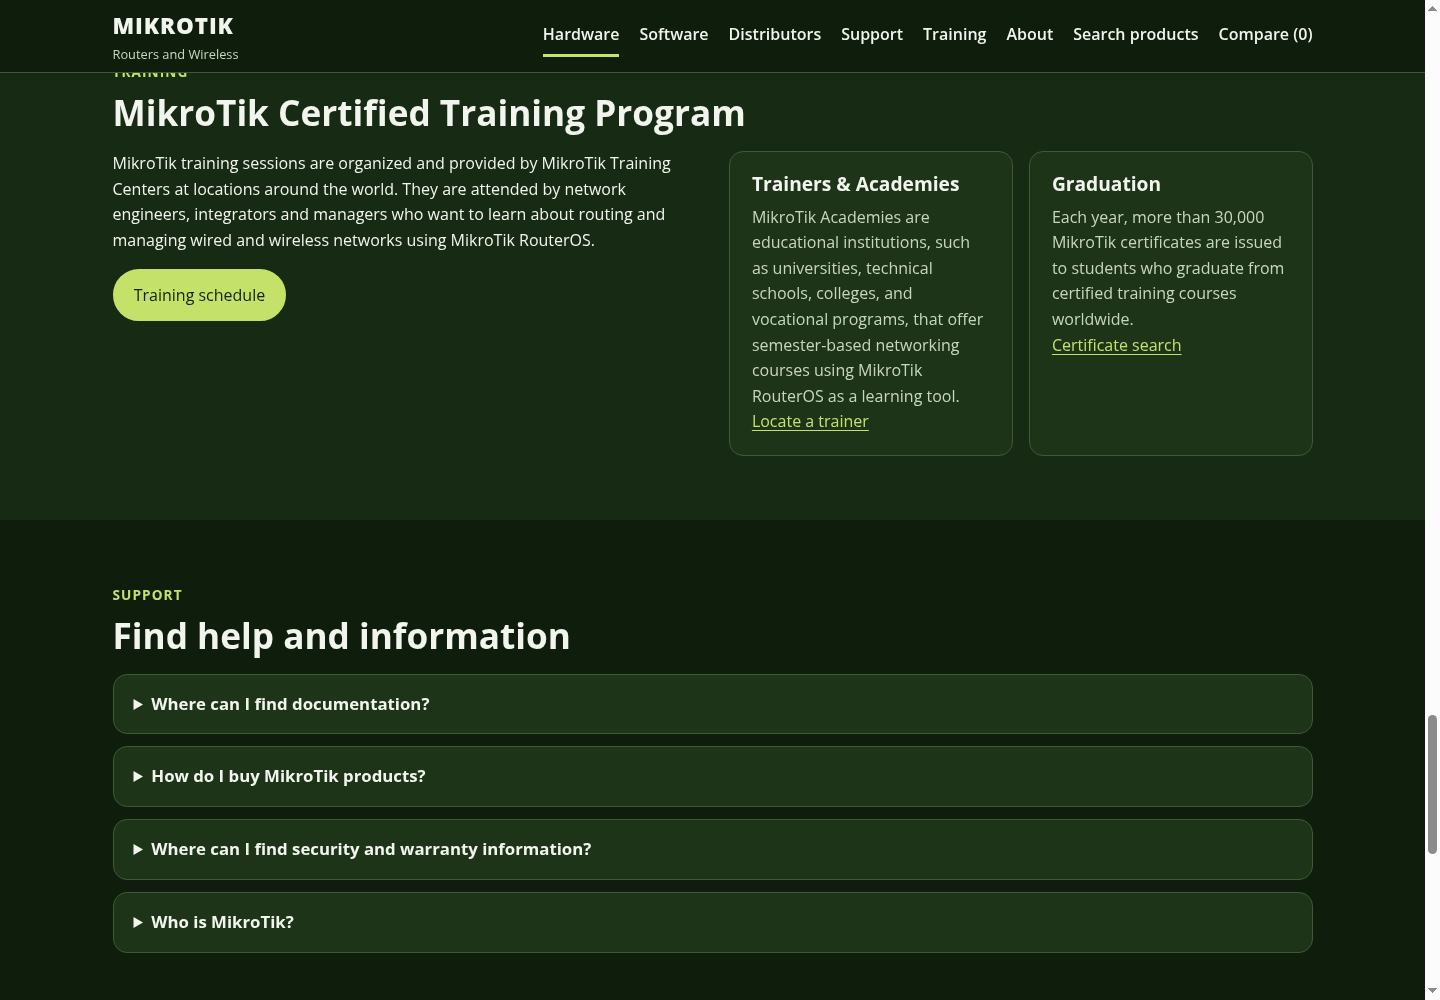 MIKROTIK
Routers and Wireless
Hardware Software Distributors Support Training About Search products Compare (0)
TRAINING
MikroTik Certified Training Program
MikroTik training sessions are organized and provided by MikroTik Training
Centers at locations around the world. They are attended by network
engineers, integrators and managers who want to learn about routing and
managing wired and wireless networks using MikroTik RouterOS.
Training schedule
Trainers & Academies
MikroTik Academies are
educational institutions, such
as universities, technical
schools, colleges, and
vocational programs, that offer
semester-based networking
courses using MikroTik
RouterOS as a learning tool.
Locate a trainer
Graduation
Each year, more than 30,000
MikroTik certificates are issued
to students who graduate from
certified training courses
worldwide.
Certificate search
SUPPORT
Find help and information
Where can I find documentation?
How do I buy MikroTik products?
Where can I find security and warranty information?
Who is MikroTik?